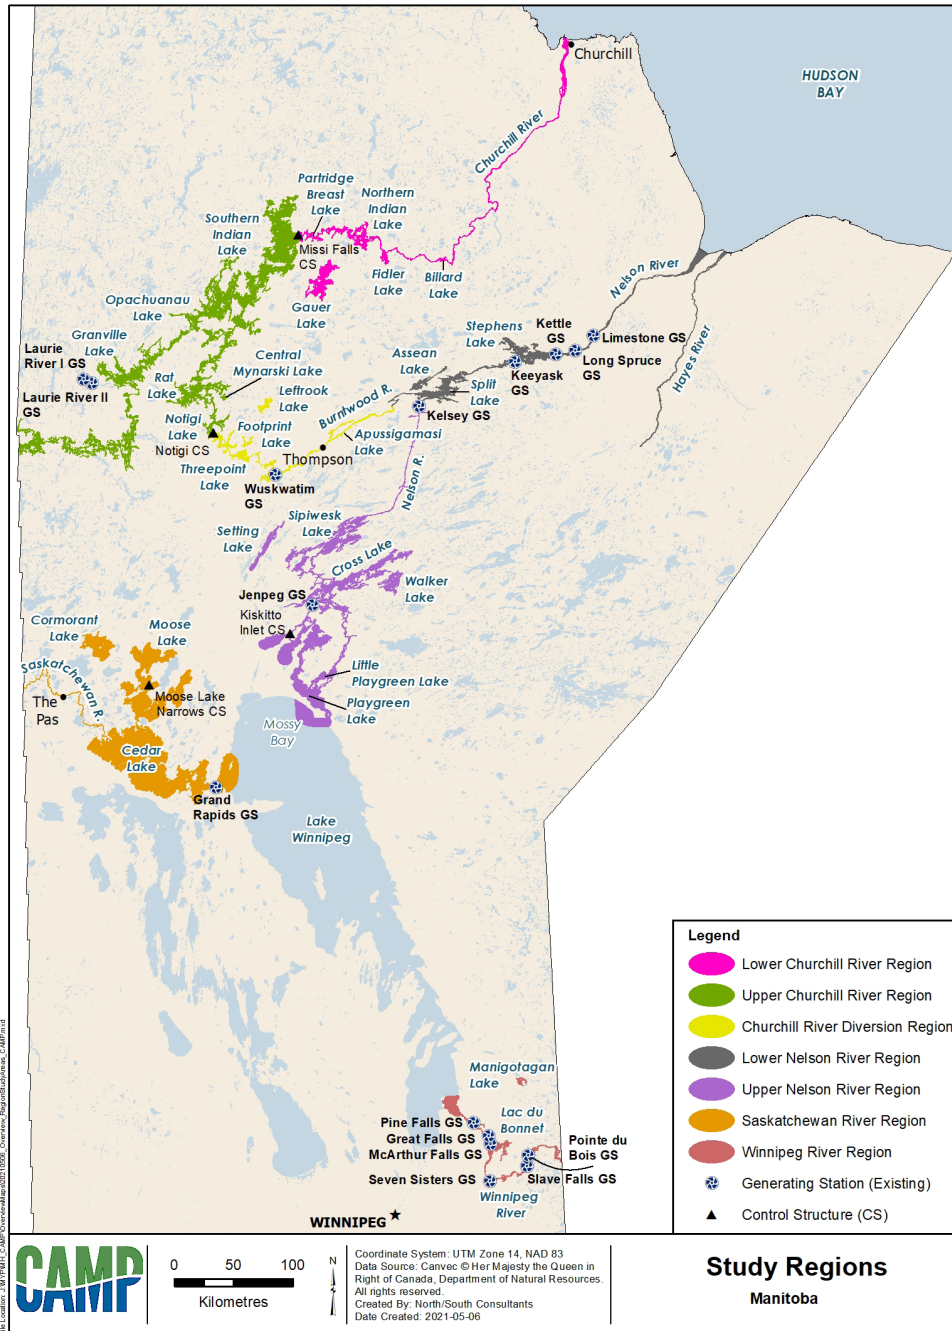 Churchill
HUDSON
BAY
Churchill River
Partridge
Breast
Lake
Northern
Indian
Lake
Southern
Indian
Lake
Missi Falls
CS
Fidler
Lake
Billard
Lake
Gauer
Lake
Nelson River
Opachuanau
Lake
Granville
Lake
Laurie
River I GS
Laurie River II
GS
Rat
Lake
Central
Mynarski Lake
Leftrook
Lake
Notigi
Lake
Notigi CS
Footprint
Lake
Threepoint
Lake
Wuskwatim
GS
Thompson
Burntwood R.
Apussigamasi
Lake
Assean
Lake
Stephens
Lake
Kettle
GS
Limestone GS
Long Spruce
GS
Keeyask
GS
Split
Lake
Kelsey GS
Hayes River
Nelson R.
Setting
Lake
Sipiwesk
Lake
Cross Lake
Walker
Lake
Jenpeg GS
Kiskitto
Inlet CS
Little
Playgreen Lake
Playgreen
Lake
Cormorant
Lake
Moose
Lake
Saskatchewan R.
The
Pas
Moose Lake
Narrows CS
Cedar
Lake
Mossy
Bay
Grand
Rapids GS
Lake
Winnipeg
Manigotagan
Lake
Pine Falls GS
Great Falls GS
McArthur Falls GS
Lac du
Bonnet
Pointe du
Bois GS
Seven Sisters GS
Slave Falls GS
Winnipeg
River
WINNIPEG
Legend
Lower Churchill River Region
Upper Churchill River Region
Churchill River Diversion Region
Lower Nelson River Region
Upper Nelson River Region
Saskatchewan River Region
Winnipeg River Region
Generating Station (Existing)
Control Structure (CS)
CAMP
0 50 100
Kilometres
N
S
Coordinate System: UTM Zone 14, NAD 83
Data Source: Canvec © Her Majesty the Queen in
Right of Canada, Department of Natural Resources.
All rights reserved.
Created By: North/South Consultants
Date Created: 2021-05-06
Study Regions
Manitoba